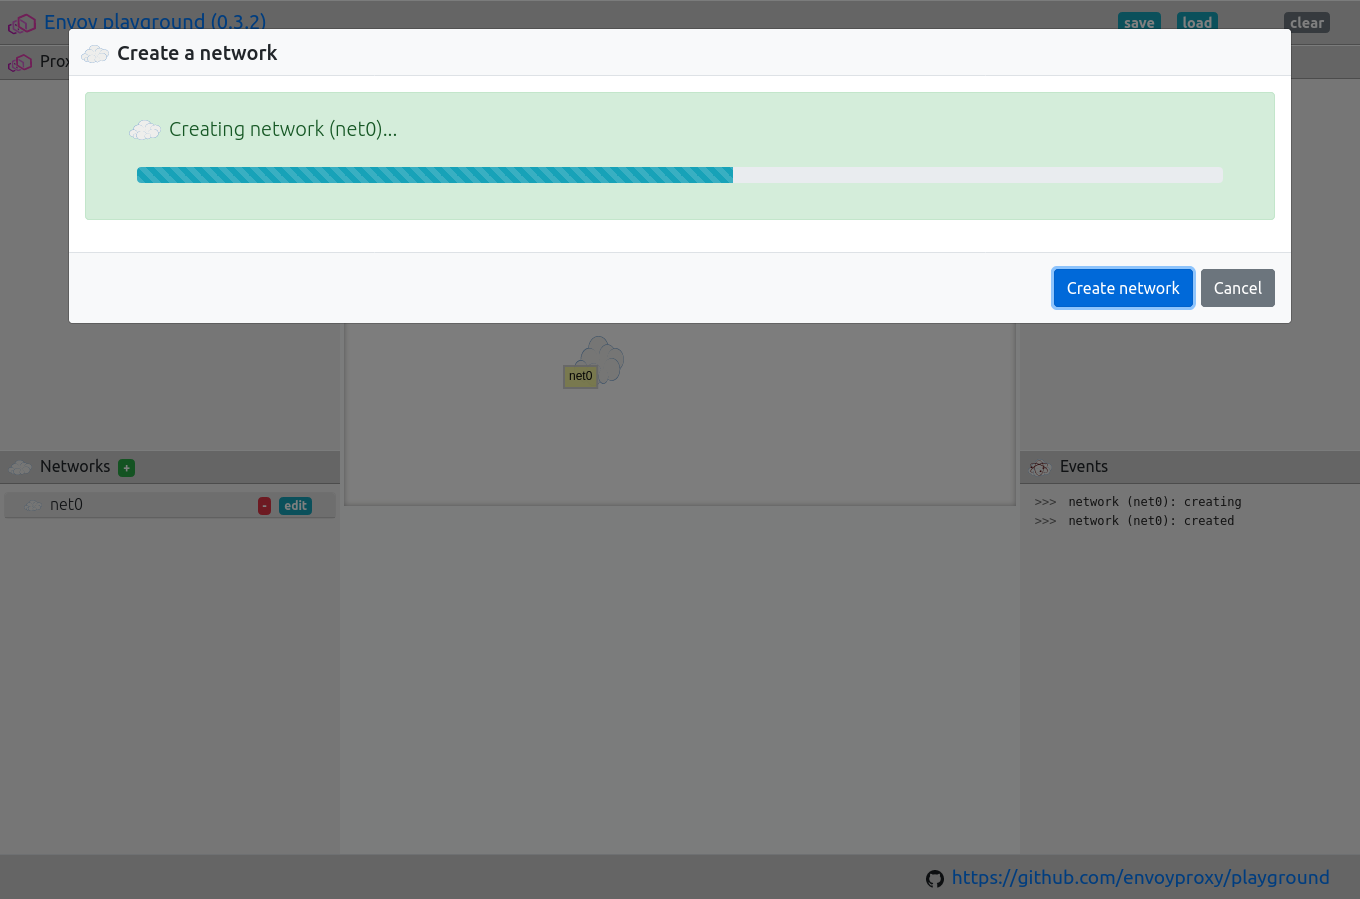 Envoy playground (0.3.2)
save
load
clear
Create a network
Creating network (net0)...
Create network
Cancel
net0
Networks +
net0
-
edit
Events
>>> network (net0): creating
>>> network (net0): created
https://github.com/envoyproxy/playground